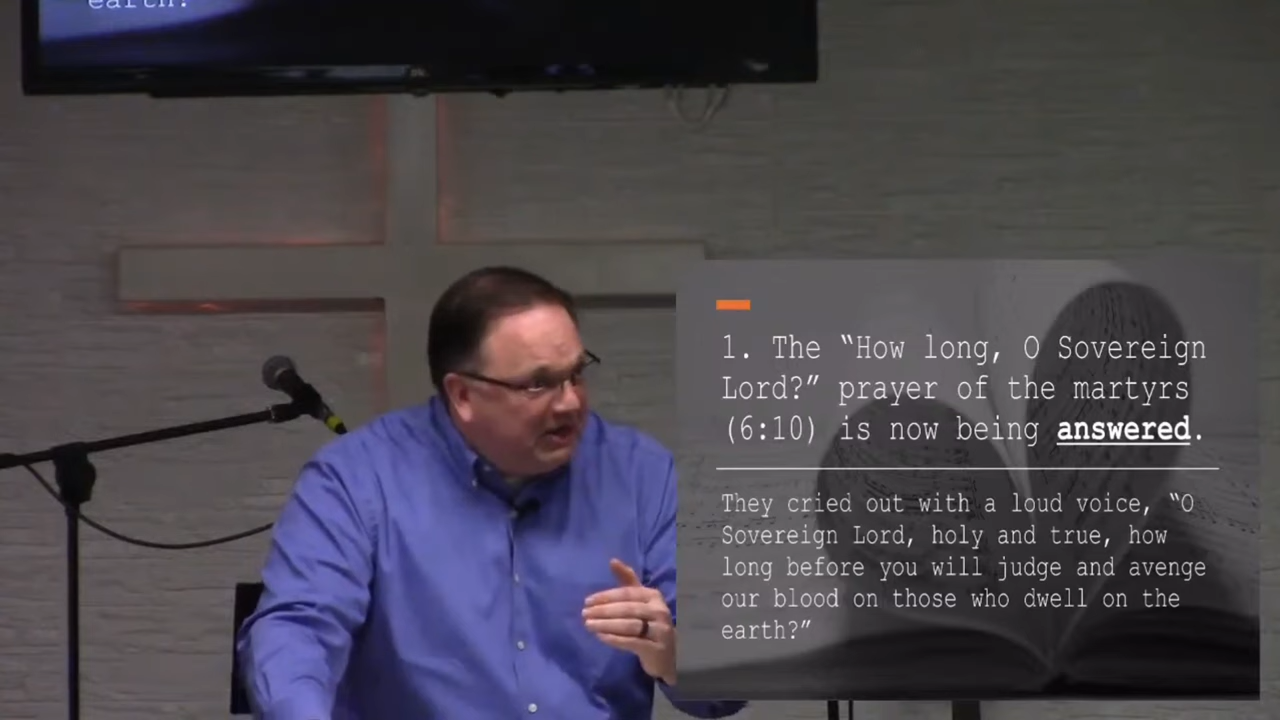 earth?
1. The “How long, O Sovereign
Lord?” prayer of the martyrs
(6:10) is now being answered.
They cried out with a loud voice, “O
Sovereign Lord, holy and true, how
long before you will judge and avenge
our blood on those who dwell on the
earth?”